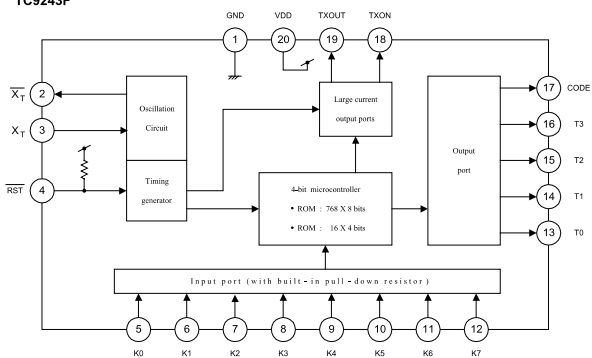 GND VDD TXOUT TXON
1 20 19 18
X̅T̅ 2
XT 3
R̅S̅T̅ 4
Oscillation
Circuit
Timing
generator
Large current
output ports
4-bit microcontroller
• ROM : 768 X 8 bits
• ROM : 16 X 4 bits
Output
port
17 CODE
16 T3
15 T2
14 T1
13 T0
Input port (with built-in pull-down resistor)
5 6 7 8 9 10 11 12
K0 K1 K2 K3 K4 K5 K6 K7